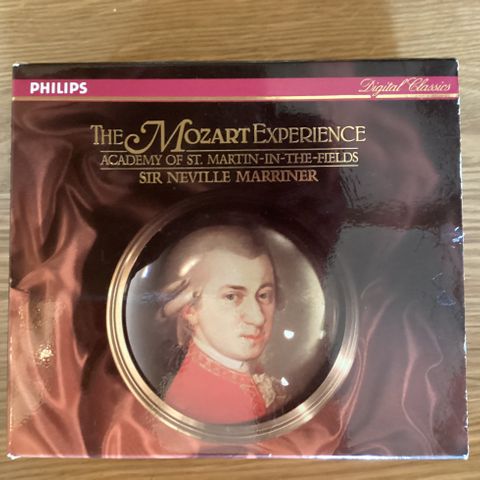 PHILIPS
Digital Classics
THE MOZART EXPERIENCE
ACADEMY OF ST. MARTIN-IN-THE-FIELDS
SIR NEVILLE MARRINER